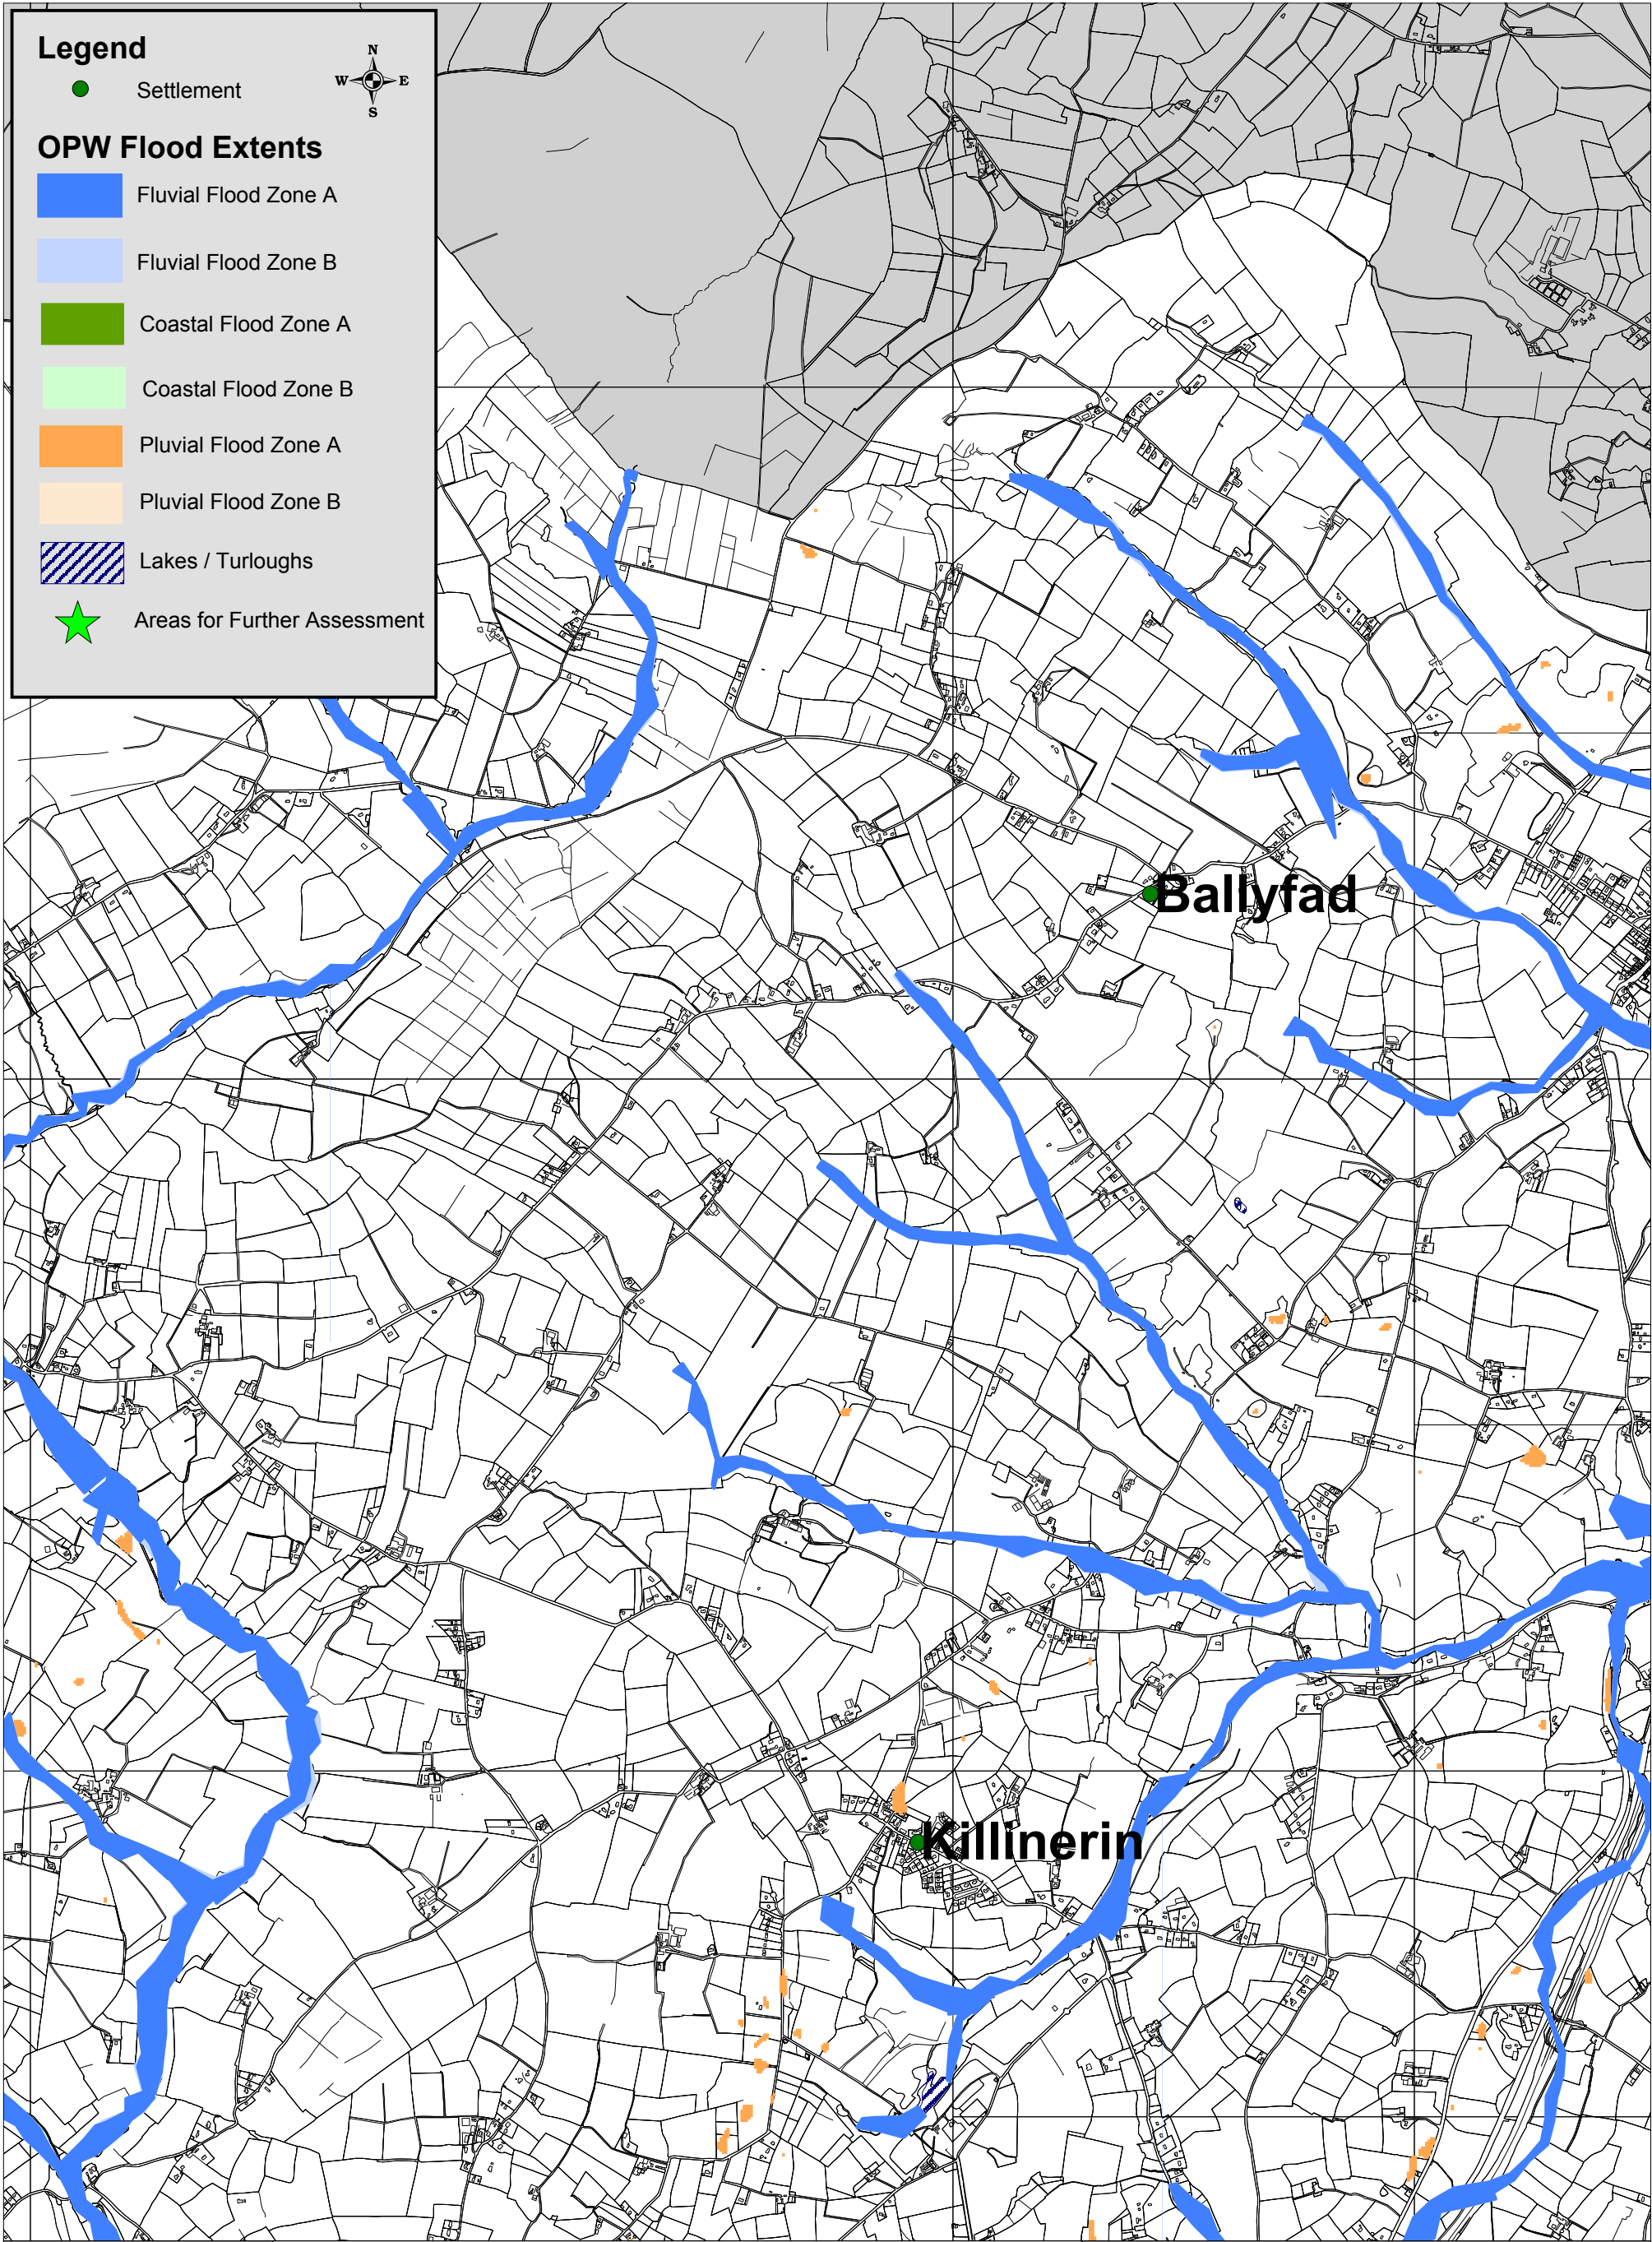 Legend
N
W E
S
Settlement
OPW Flood Extents
Fluvial Flood Zone A
Fluvial Flood Zone B
Coastal Flood Zone A
Coastal Flood Zone B
Pluvial Flood Zone A
Pluvial Flood Zone B
Lakes / Turloughs
Areas for Further Assessment
Ballyfad
Killinerin